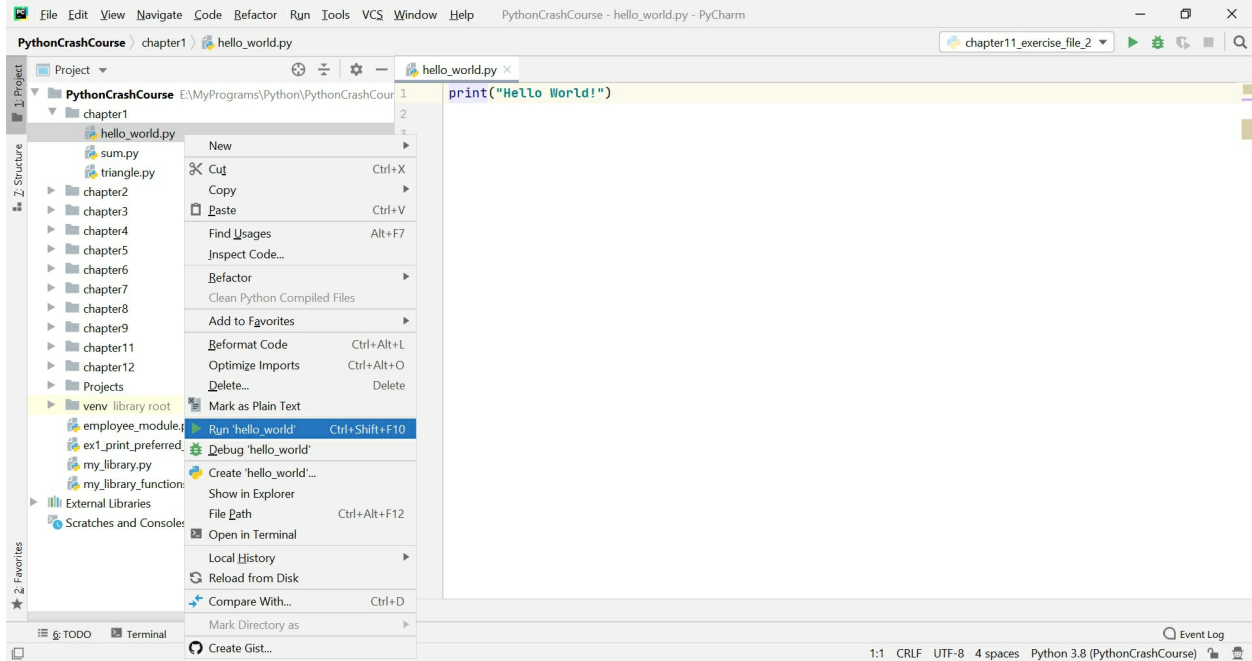 PC File Edit View Navigate Code Refactor Run Tools VCS Window Help PythonCrashCourse - hello_world.py - PyCharm
PythonCrashCourse chapter1 hello_world.py chapter11_exercise_file_2
1: Project
Project
hello_world.py
PythonCrashCourse E:\MyPrograms\Python\PythonCrashCour
chapter1
hello_world.py
sum.py
triangle.py
chapter2
chapter3
chapter4
chapter5
chapter6
chapter7
chapter8
chapter9
chapter11
chapter12
Projects
venv library root
employee_module.p
ex1_print_preferred_
my_library.py
my_library_function
External Libraries
Scratches and Consoles
Z: Structure
2: Favorites
1 print("Hello World!")
2
3
New
Cut Ctrl+X
Copy
Paste Ctrl+V
Find Usages Alt+F7
Inspect Code...
Refactor
Clean Python Compiled Files
Add to Favorites
Reformat Code Ctrl+Alt+L
Optimize Imports Ctrl+Alt+O
Delete... Delete
Mark as Plain Text
Run 'hello_world' Ctrl+Shift+F10
Debug 'hello_world'
Create 'hello_world'...
Show in Explorer
File Path Ctrl+Alt+F12
Open in Terminal
Local History
Reload from Disk
Compare With... Ctrl+D
Mark Directory as
Create Gist...
6: TODO Terminal Event Log
1:1 CRLF UTF-8 4 spaces Python 3.8 (PythonCrashCourse)